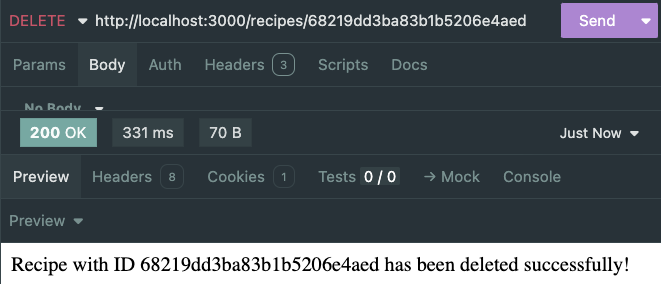 DELETE http://localhost:3000/recipes/68219dd3ba83b1b5206e4aed Send
Params Body Auth Headers 3 Scripts Docs
No Body
200 OK 331 ms 70 B Just Now
Preview Headers 8 Cookies 1 Tests 0 / 0 → Mock Console
Preview
Recipe with ID 68219dd3ba83b1b5206e4aed has been deleted successfully!